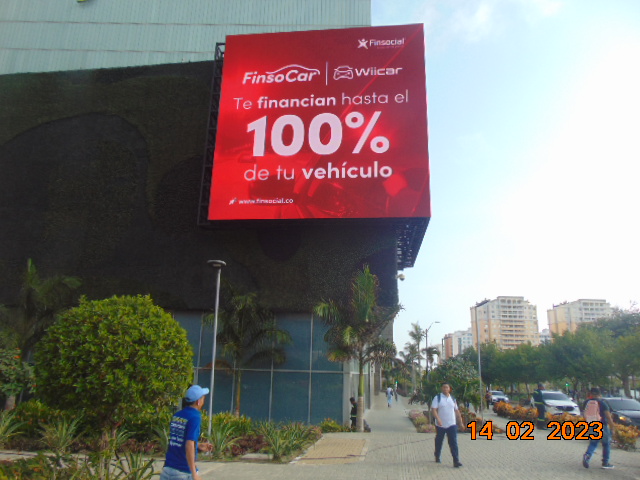 Finsocial
FinsoCar | Wiicar
Te financian hasta el
100%
de tu vehículo
www.finsocial.co
14 02 2023